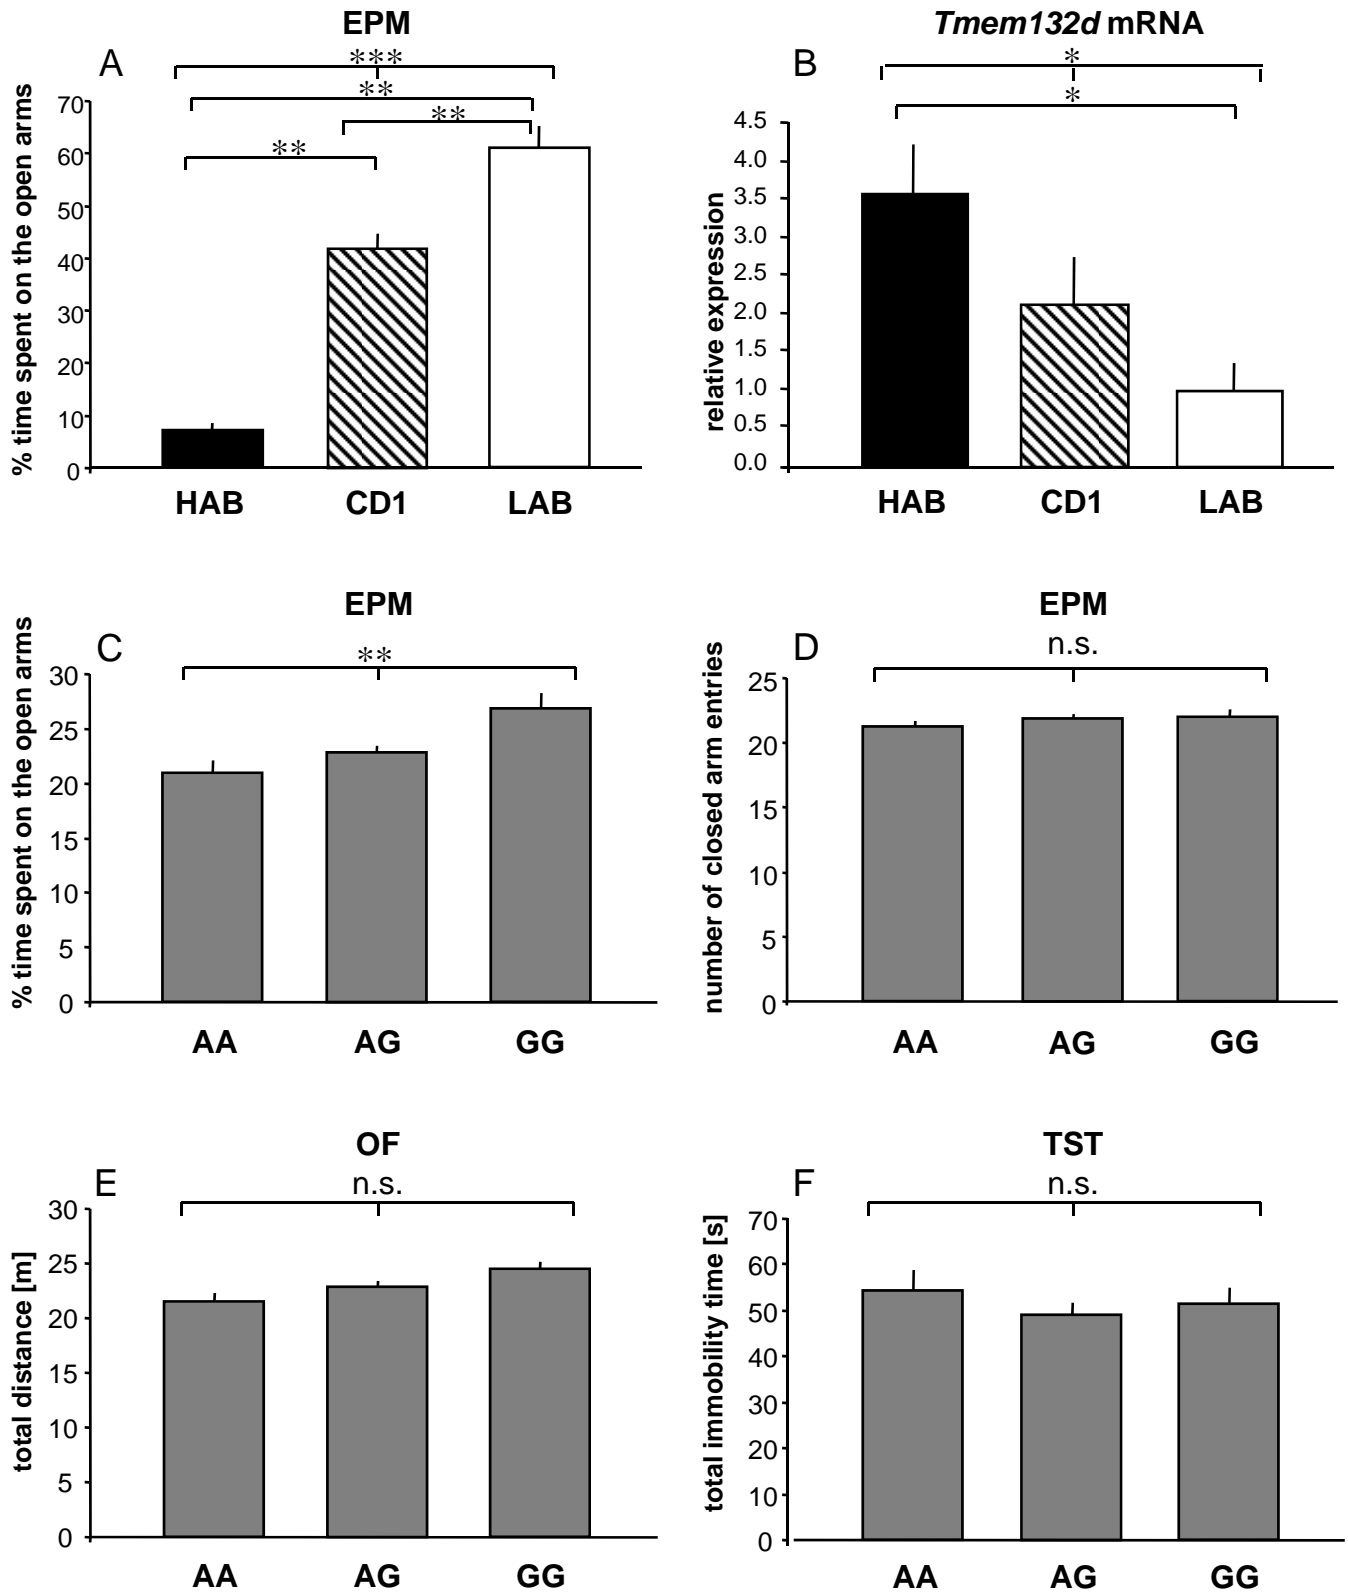 EPM
A
***
**
**
**
% time spent on the open arms
70
60
50
40
30
20
10
0
HAB CD1 LAB
Tmem132d mRNA
B
*
*
relative expression
4.5
4.0
3.5
3.0
2.5
2.0
1.5
1.0
0.5
0.0
HAB CD1 LAB
EPM
C
**
% time spent on the open arms
30
25
20
15
10
5
0
AA AG GG
EPM
D
n.s.
number of closed arm entries
25
20
15
10
5
0
AA AG GG
OF
E
n.s.
total distance [m]
30
25
20
15
10
5
0
AA AG GG
TST
F
n.s.
total immobility time [s]
70
60
50
40
30
20
10
0
AA AG GG